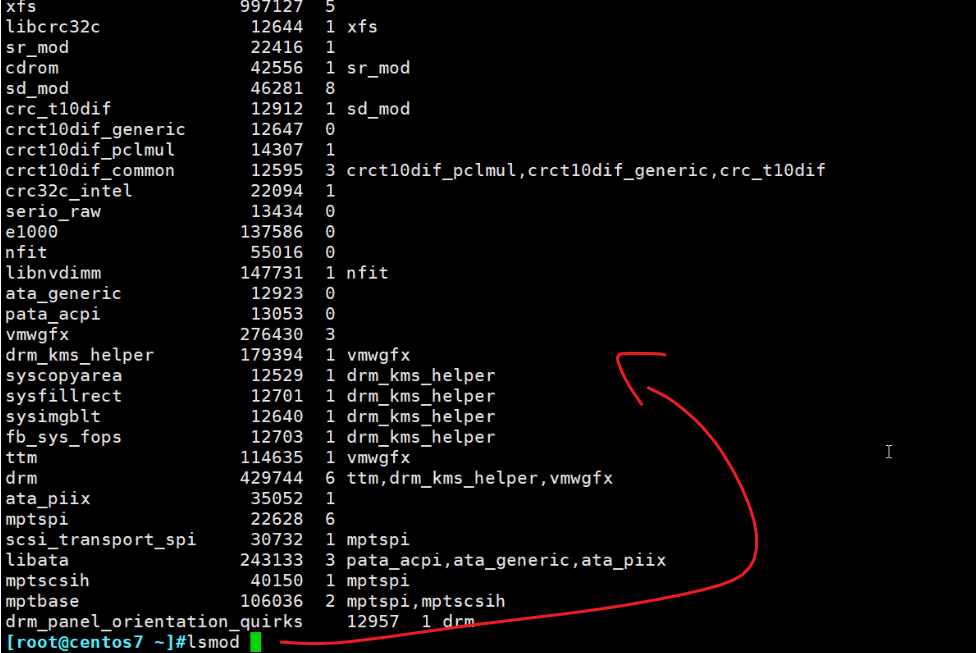 xfs                   997127  5
libcrc32c              12644  1 xfs
sr_mod                 22416  1
cdrom                  42556  1 sr_mod
sd_mod                 46281  8
crc_t10dif             12912  1 sd_mod
crct10dif_generic      12647  0
crct10dif_pclmul       14307  1
crct10dif_common       12595  3 crct10dif_pclmul,crct10dif_generic,crc_t10dif
crc32c_intel           22094  1
serio_raw              13434  0
e1000                 137586  0
nfit                   55016  0
libnvdimm             147731  1 nfit
ata_generic            12923  0
pata_acpi              13053  0
vmwgfx                276430  3
drm_kms_helper        179394  1 vmwgfx
syscopyarea            12529  1 drm_kms_helper
sysfillrect            12701  1 drm_kms_helper
sysimgblt              12640  1 drm_kms_helper
fb_sys_fops            12703  1 drm_kms_helper
ttm                   114635  1 vmwgfx
drm                   429744  6 ttm,drm_kms_helper,vmwgfx
ata_piix               35052  1
mptspi                 22628  6
scsi_transport_spi     30732  1 mptspi
libata                243133  3 pata_acpi,ata_generic,ata_piix
mptscsih               40150  1 mptspi
mptbase               106036  2 mptspi,mptscsih
drm_panel_orientation_quirks    12957  1 drm
[root@centos7 ~]#lsmod